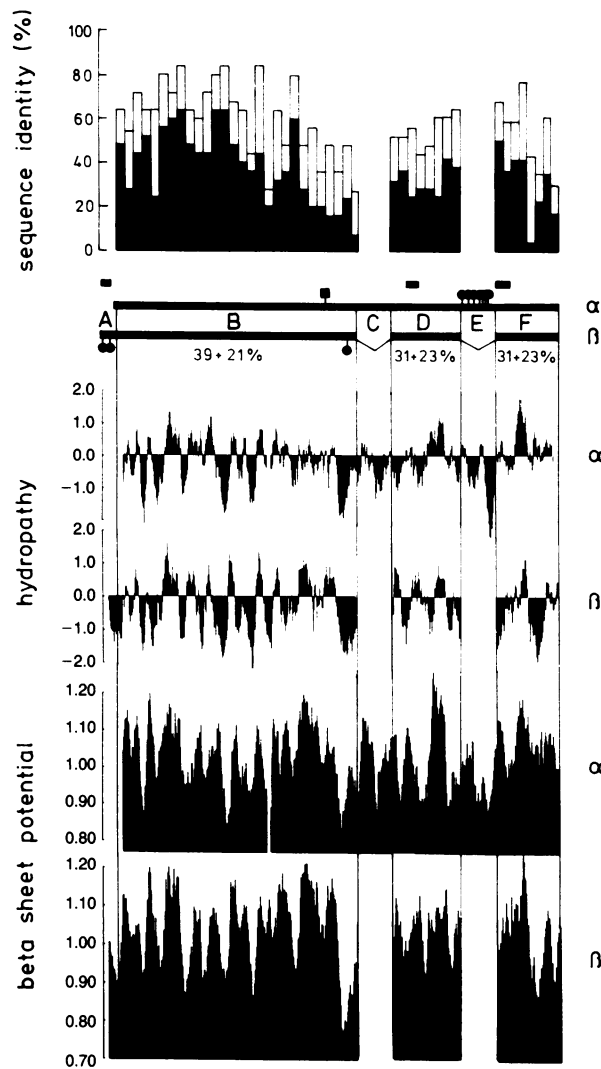 sequence identity (%)
100
80
60
40
20
0
α
A B C D E F
ß
39+21%
31+23%
31+23%
hydropathy
2.0
1.0
0.0
−1.0
α
2.0
1.0
0.0
−1.0
−2.0
ß
beta sheet potential
1.20
1.10
1.00
0.90
0.80
α
1.20
1.10
1.00
0.90
0.80
0.70
ß